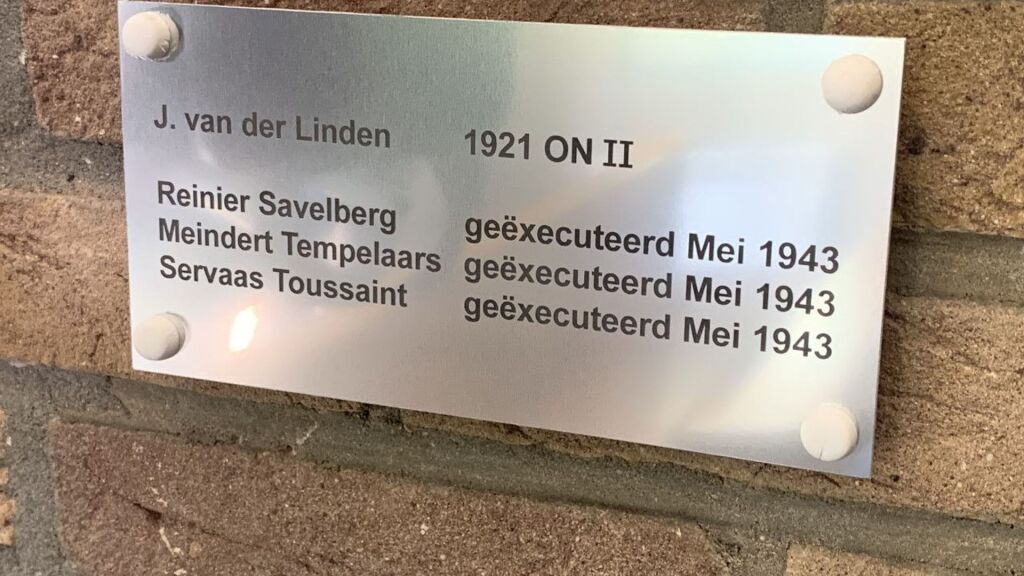 J. van der Linden 1921 ON II
Reinier Savelberg geëxecuteerd Mei 1943
Meindert Tempelaars geëxecuteerd Mei 1943
Servaas Toussaint geëxecuteerd Mei 1943